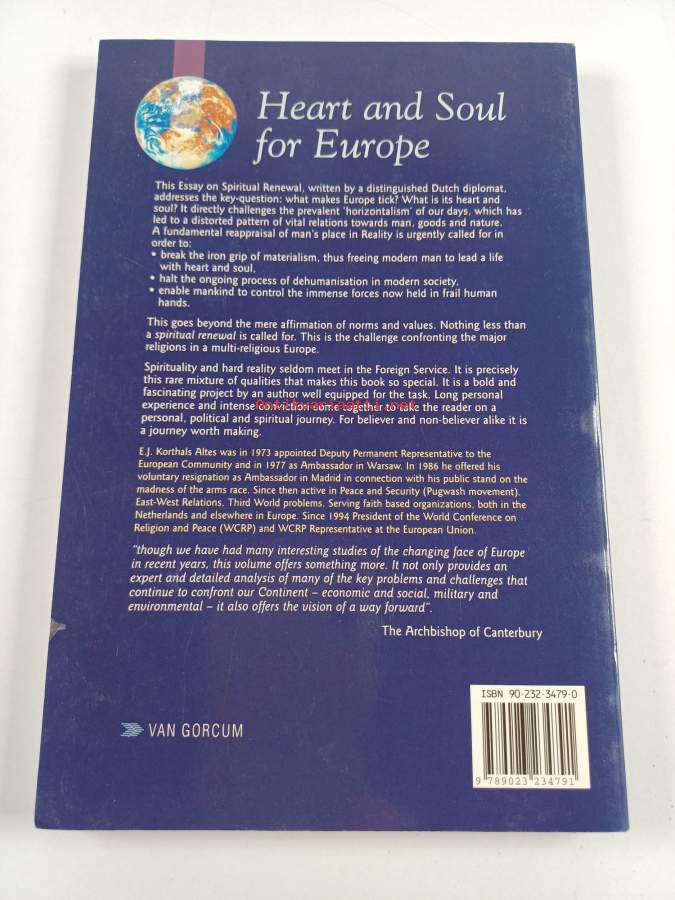 Heart and Soul
for Europe
This Essay on Spiritual Renewal, written by a distinguished Dutch diplomat,
addresses the key-question: what makes Europe tick? What is its heart and
soul? It directly challenges the prevalent 'horizontalism' of our days, which has
led to a distorted pattern of vital relations towards man, goods and nature.
A fundamental reappraisal of man's place in Reality is urgently called for in
order to:
• break the iron grip of materialism, thus freeing modern man to lead a life
with heart and soul,
• halt the ongoing process of dehumanisation in modern society,
• enable mankind to control the immense forces now held in frail human
hands.
This goes beyond the mere affirmation of norms and values. Nothing less than
a spiritual renewal is called for. This is the challenge confronting the major
religions in a multi-religious Europe.
Spirituality and hard reality seldom meet in the Foreign Service. It is precisely
this rare mixture of qualities that makes this book so special. It is a bold and
fascinating project by an author well equipped for the task. Long personal
experience and intense conviction come together to take the reader on a
personal, political and spiritual journey. For believer and non-believer alike it is
a journey worth making.
E.J. Korthals Altes was in 1973 appointed Deputy Permanent Representative to the
European Community and in 1977 as Ambassador in Warsaw. In 1986 he offered his
voluntary resignation as Ambassador in Madrid in connection with his public stand on the
madness of the arms race. Since then active in Peace and Security (Pugwash movement),
East-West Relations, Third World problems. Serving faith based organizations, both in the
Netherlands and elsewhere in Europe. Since 1994 President of the World Conference on
Religion and Peace (WCRP) and WCRP Representative at the European Union.
"though we have had many interesting studies of the changing face of Europe
in recent years, this volume offers something more. It not only provides an
expert and detailed analysis of many of the key problems and challenges that
continue to confront our Continent – economic and social, military and
environmental – it also offers the vision of a way forward".
The Archbishop of Canterbury
ISBN 90-232-3479-0
9 789023 234791
VAN GORCUM